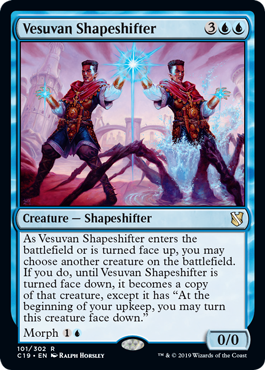 Vesuvan Shapeshifter 3
Creature — Shapeshifter
As Vesuvan Shapeshifter enters the
battlefield or is turned face up, you may
choose another creature on the battlefield.
If you do, until Vesuvan Shapeshifter is
turned face down, it becomes a copy
of that creature, except it has “At the
beginning of your upkeep, you may turn
this creature face down.”
Morph 1
0/0
101/302 R
C19 • EN RALPH HORSLEY
™ & © 2019 Wizards of the Coast